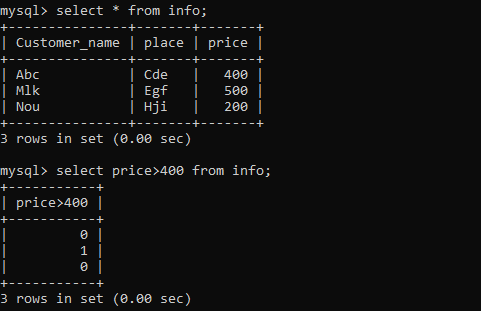 mysql> select * from info;
+---------------+-------+-------+
| Customer_name | place | price |
+---------------+-------+-------+
| Abc           | Cde   |   400 |
| Mlk           | Egf   |   500 |
| Nou           | Hji   |   200 |
+---------------+-------+-------+
3 rows in set (0.00 sec)

mysql> select price>400 from info;
+-----------+
| price>400 |
+-----------+
|         0 |
|         1 |
|         0 |
+-----------+
3 rows in set (0.00 sec)